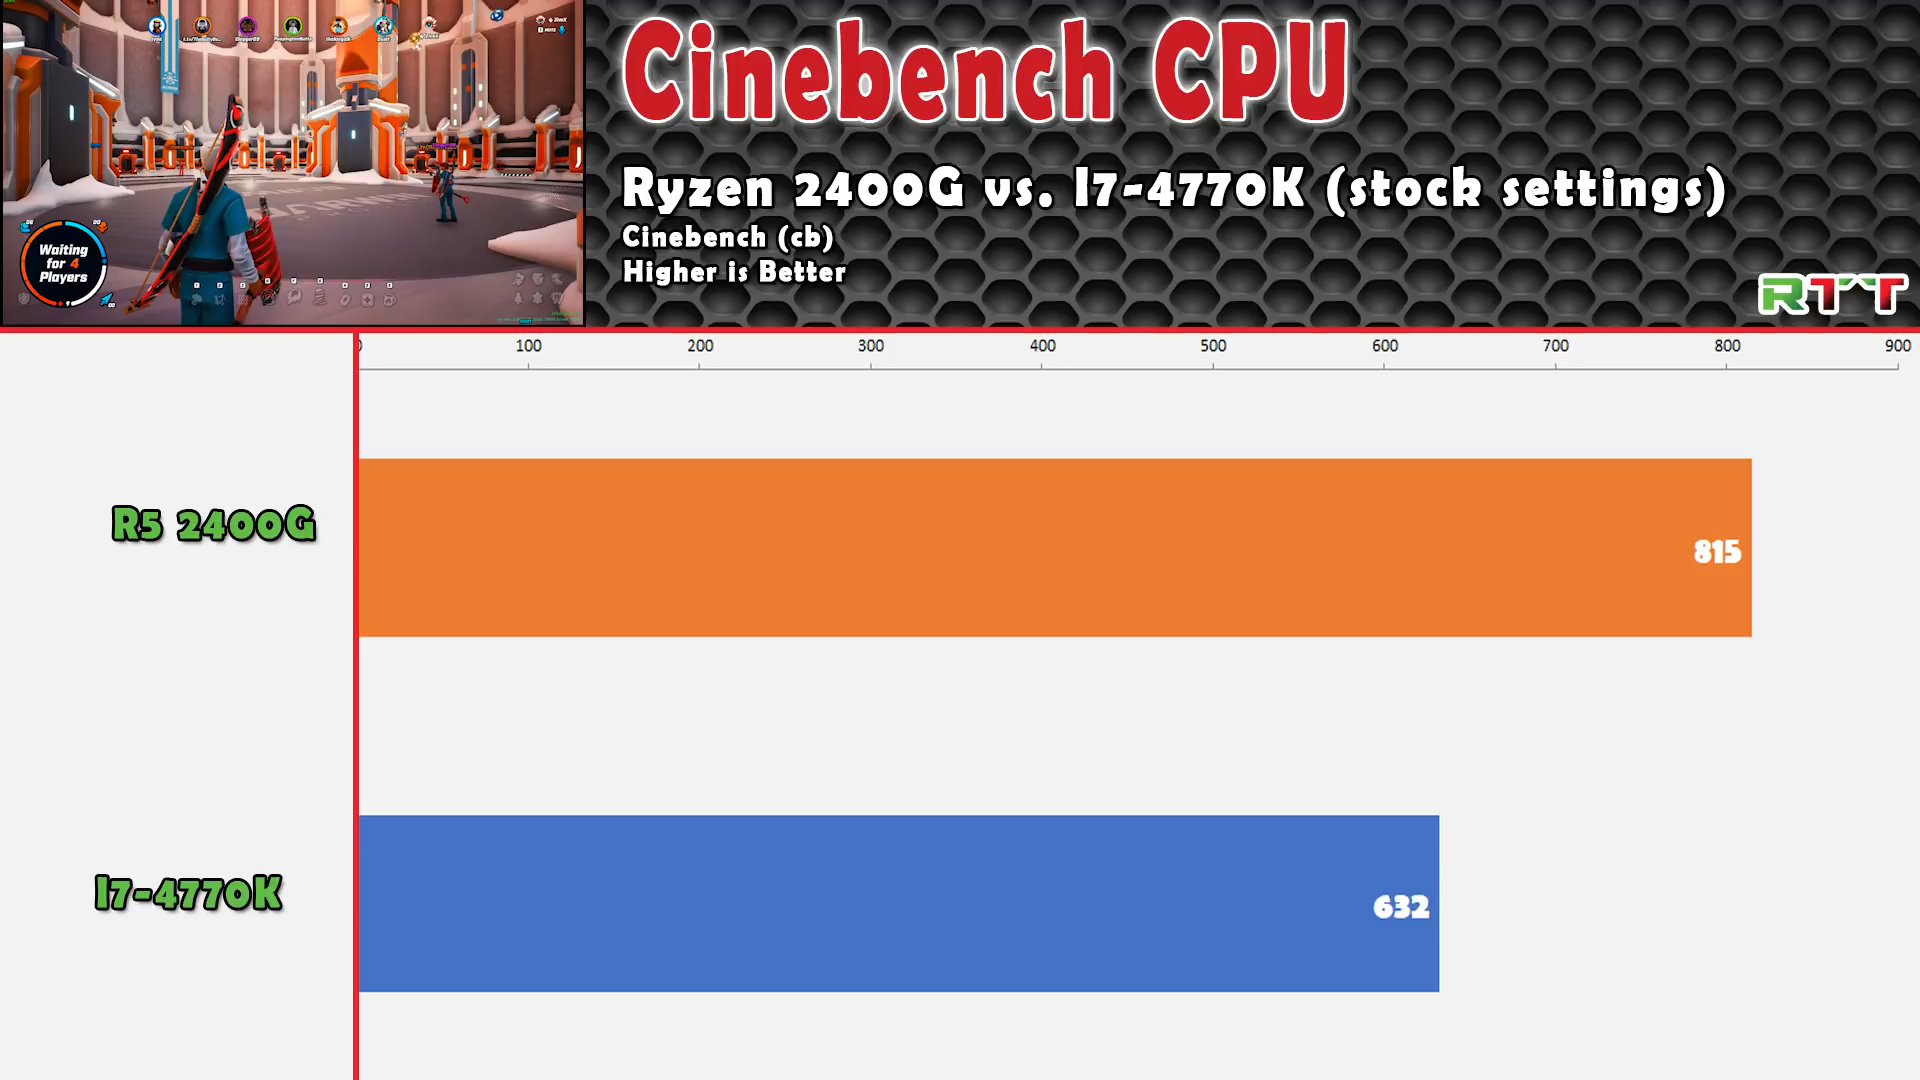 Cinebench CPU
Ryzen 2400G vs. I7-4770K (stock settings)
Cinebench (cb)
Higher is Better
RTT
Waiting
for 4
Players
100 200 300 400 500 600 700 800 900
R5 2400G
815
I7-4770K
632